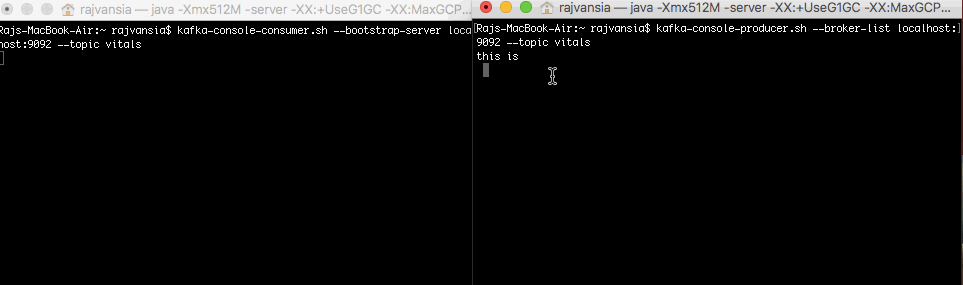 rajvansia — java -Xmx512M -server -XX:+UseG1GC -XX:MaxGCP...
Rajs-MacBook-Air:~ rajvansia$ kafka-console-consumer.sh --bootstrap-server loca
host:9092 --topic vitals
rajvansia — java -Xmx512M -server -XX:+UseG1GC -XX:MaxGCP...
[Rajs-MacBook-Air:~ rajvansia$ kafka-console-producer.sh --broker-list localhost:]
9092 --topic vitals
this is